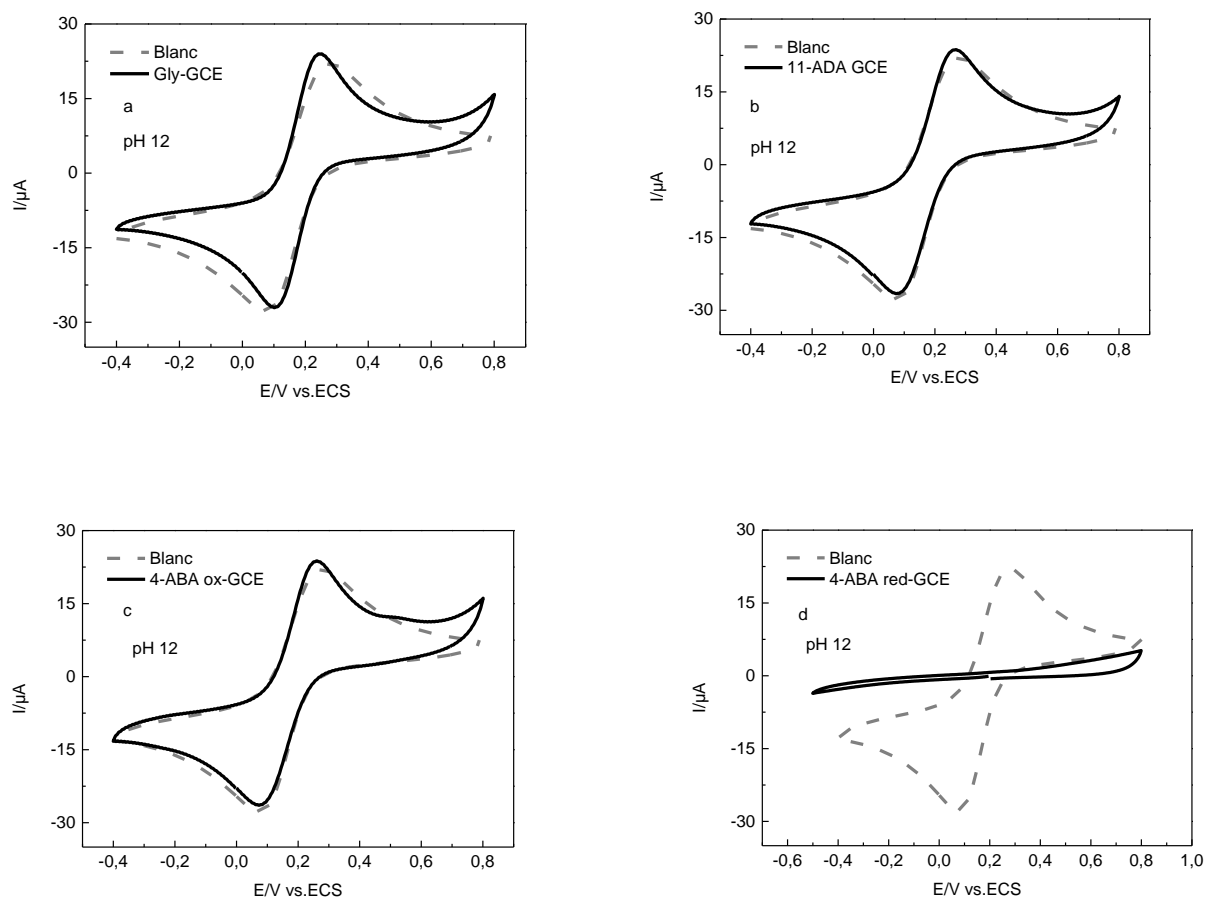 30
15
0
-15
-30
I/µA
Blanc
Gly-GCE
a
pH 12
-0,4 -0,2 0,0 0,2 0,4 0,6 0,8
E/V vs.ECS
30
15
0
-15
-30
I/µA
Blanc
11-ADA GCE
b
pH 12
-0,4 -0,2 0,0 0,2 0,4 0,6 0,8
E/V vs.ECS
30
15
0
-15
-30
I/µA
Blanc
4-ABA ox-GCE
c
pH 12
-0,4 -0,2 0,0 0,2 0,4 0,6 0,8
E/V vs.ECS
30
15
0
-15
-30
I/µA
Blanc
4-ABA red-GCE
d
pH 12
-0,6 -0,4 -0,2 0,0 0,2 0,4 0,6 0,8 1,0
E/V vs.ECS